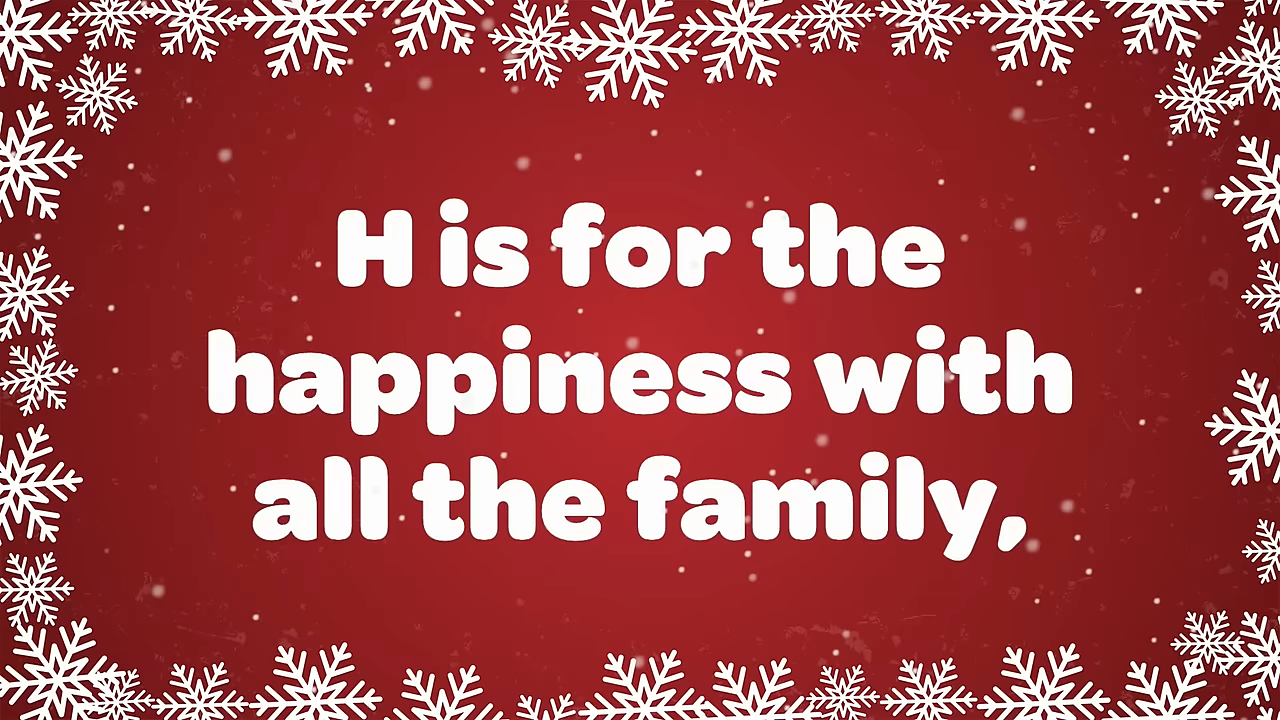 H is for the
happiness with
all the family,